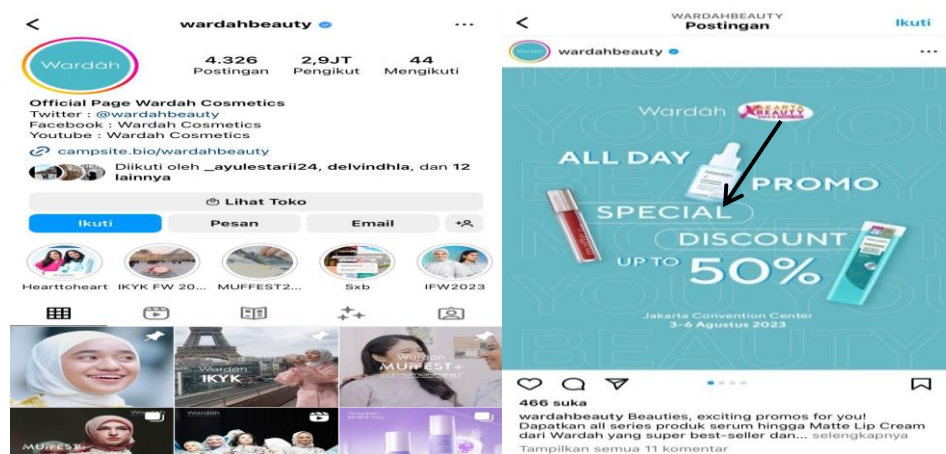 wardahbeauty
Wardah
4.326 2,9JT 44
Postingan Pengikut Mengikuti
Official Page Wardah Cosmetics
Twitter : @wardahbeauty
Facebook : Wardah Cosmetics
Youtube : Wardah Cosmetics
campsite.bio/wardahbeauty
Diikuti oleh _ayulestarii24, delvindhla, dan 12
lainnya
Lihat Toko
Ikuti Pesan Email
Hearttoheart IKYK FW 20... MUFFEST2... Sxb IFW2023
Wardah
IKYK
Wardah
MUFFEST+
MUFFEST+
Wardah
WARDAHBEAUTY
Postingan Ikuti
wardahbeauty
Wardah JAKARTA
XBEAUTY
ALL DAY
PROMO
SPECIAL
DISCOUNT
UP TO 50%
Jakarta Convention Center
3-6 Agustus 2023
466 suka
wardahbeauty Beauties, exciting promos for you!
Dapatkan all series produk serum hingga Matte Lip Cream
dari Wardah yang super best-seller dan... selengkapnya
Tampilkan semua 11 komentar